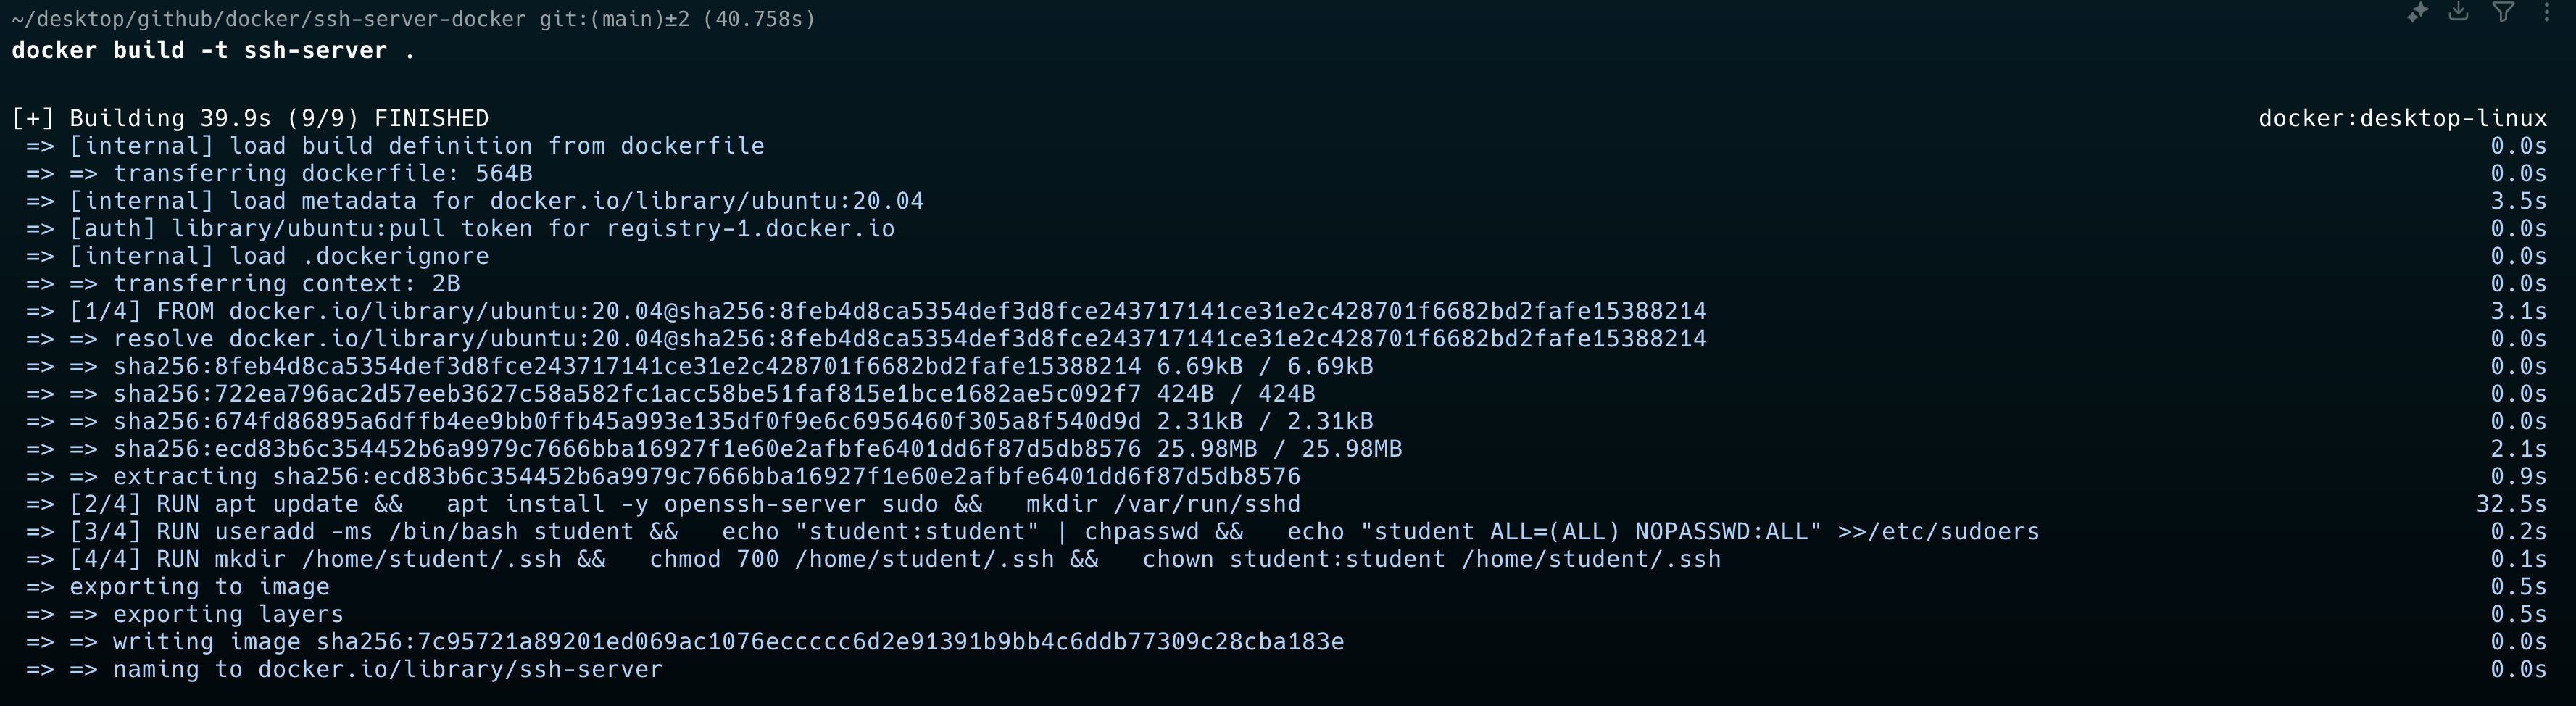 ~/desktop/github/docker/ssh-server-docker git:(main)±2 (40.758s)
docker build -t ssh-server .
[+] Building 39.9s (9/9) FINISHED docker:desktop-linux
=> [internal] load build definition from dockerfile 0.0s
=> => transferring dockerfile: 564B 0.0s
=> [internal] load metadata for docker.io/library/ubuntu:20.04 3.5s
=> [auth] library/ubuntu:pull token for registry-1.docker.io 0.0s
=> [internal] load .dockerignore 0.0s
=> => transferring context: 2B 0.0s
=> [1/4] FROM docker.io/library/ubuntu:20.04@sha256:8feb4d8ca5354def3d8fce243717141ce31e2c428701f6682bd2fafe15388214 3.1s
=> => resolve docker.io/library/ubuntu:20.04@sha256:8feb4d8ca5354def3d8fce243717141ce31e2c428701f6682bd2fafe15388214 0.0s
=> => sha256:8feb4d8ca5354def3d8fce243717141ce31e2c428701f6682bd2fafe15388214 6.69kB / 6.69kB 0.0s
=> => sha256:722ea796ac2d57eeb3627c58a582fc1acc58be51faf815e1bce1682ae5c092f7 424B / 424B 0.0s
=> => sha256:674fd86895a6dffb4ee9bb0ffb45a993e135df0f9e6c6956460f305a8f540d9d 2.31kB / 2.31kB 0.0s
=> => sha256:ecd83b6c354452b6a9979c7666bba16927f1e60e2afbfe6401dd6f87d5db8576 25.98MB / 25.98MB 2.1s
=> => extracting sha256:ecd83b6c354452b6a9979c7666bba16927f1e60e2afbfe6401dd6f87d5db8576 0.9s
=> [2/4] RUN apt update &&   apt install -y openssh-server sudo &&   mkdir /var/run/sshd 32.5s
=> [3/4] RUN useradd -ms /bin/bash student &&   echo "student:student" | chpasswd &&   echo "student ALL=(ALL) NOPASSWD:ALL" >>/etc/sudoers 0.2s
=> [4/4] RUN mkdir /home/student/.ssh &&   chmod 700 /home/student/.ssh &&   chown student:student /home/student/.ssh 0.1s
=> exporting to image 0.5s
=> => exporting layers 0.5s
=> => writing image sha256:7c95721a89201ed069ac1076eccccc6d2e91391b9bb4c6ddb77309c28cba183e 0.0s
=> => naming to docker.io/library/ssh-server 0.0s